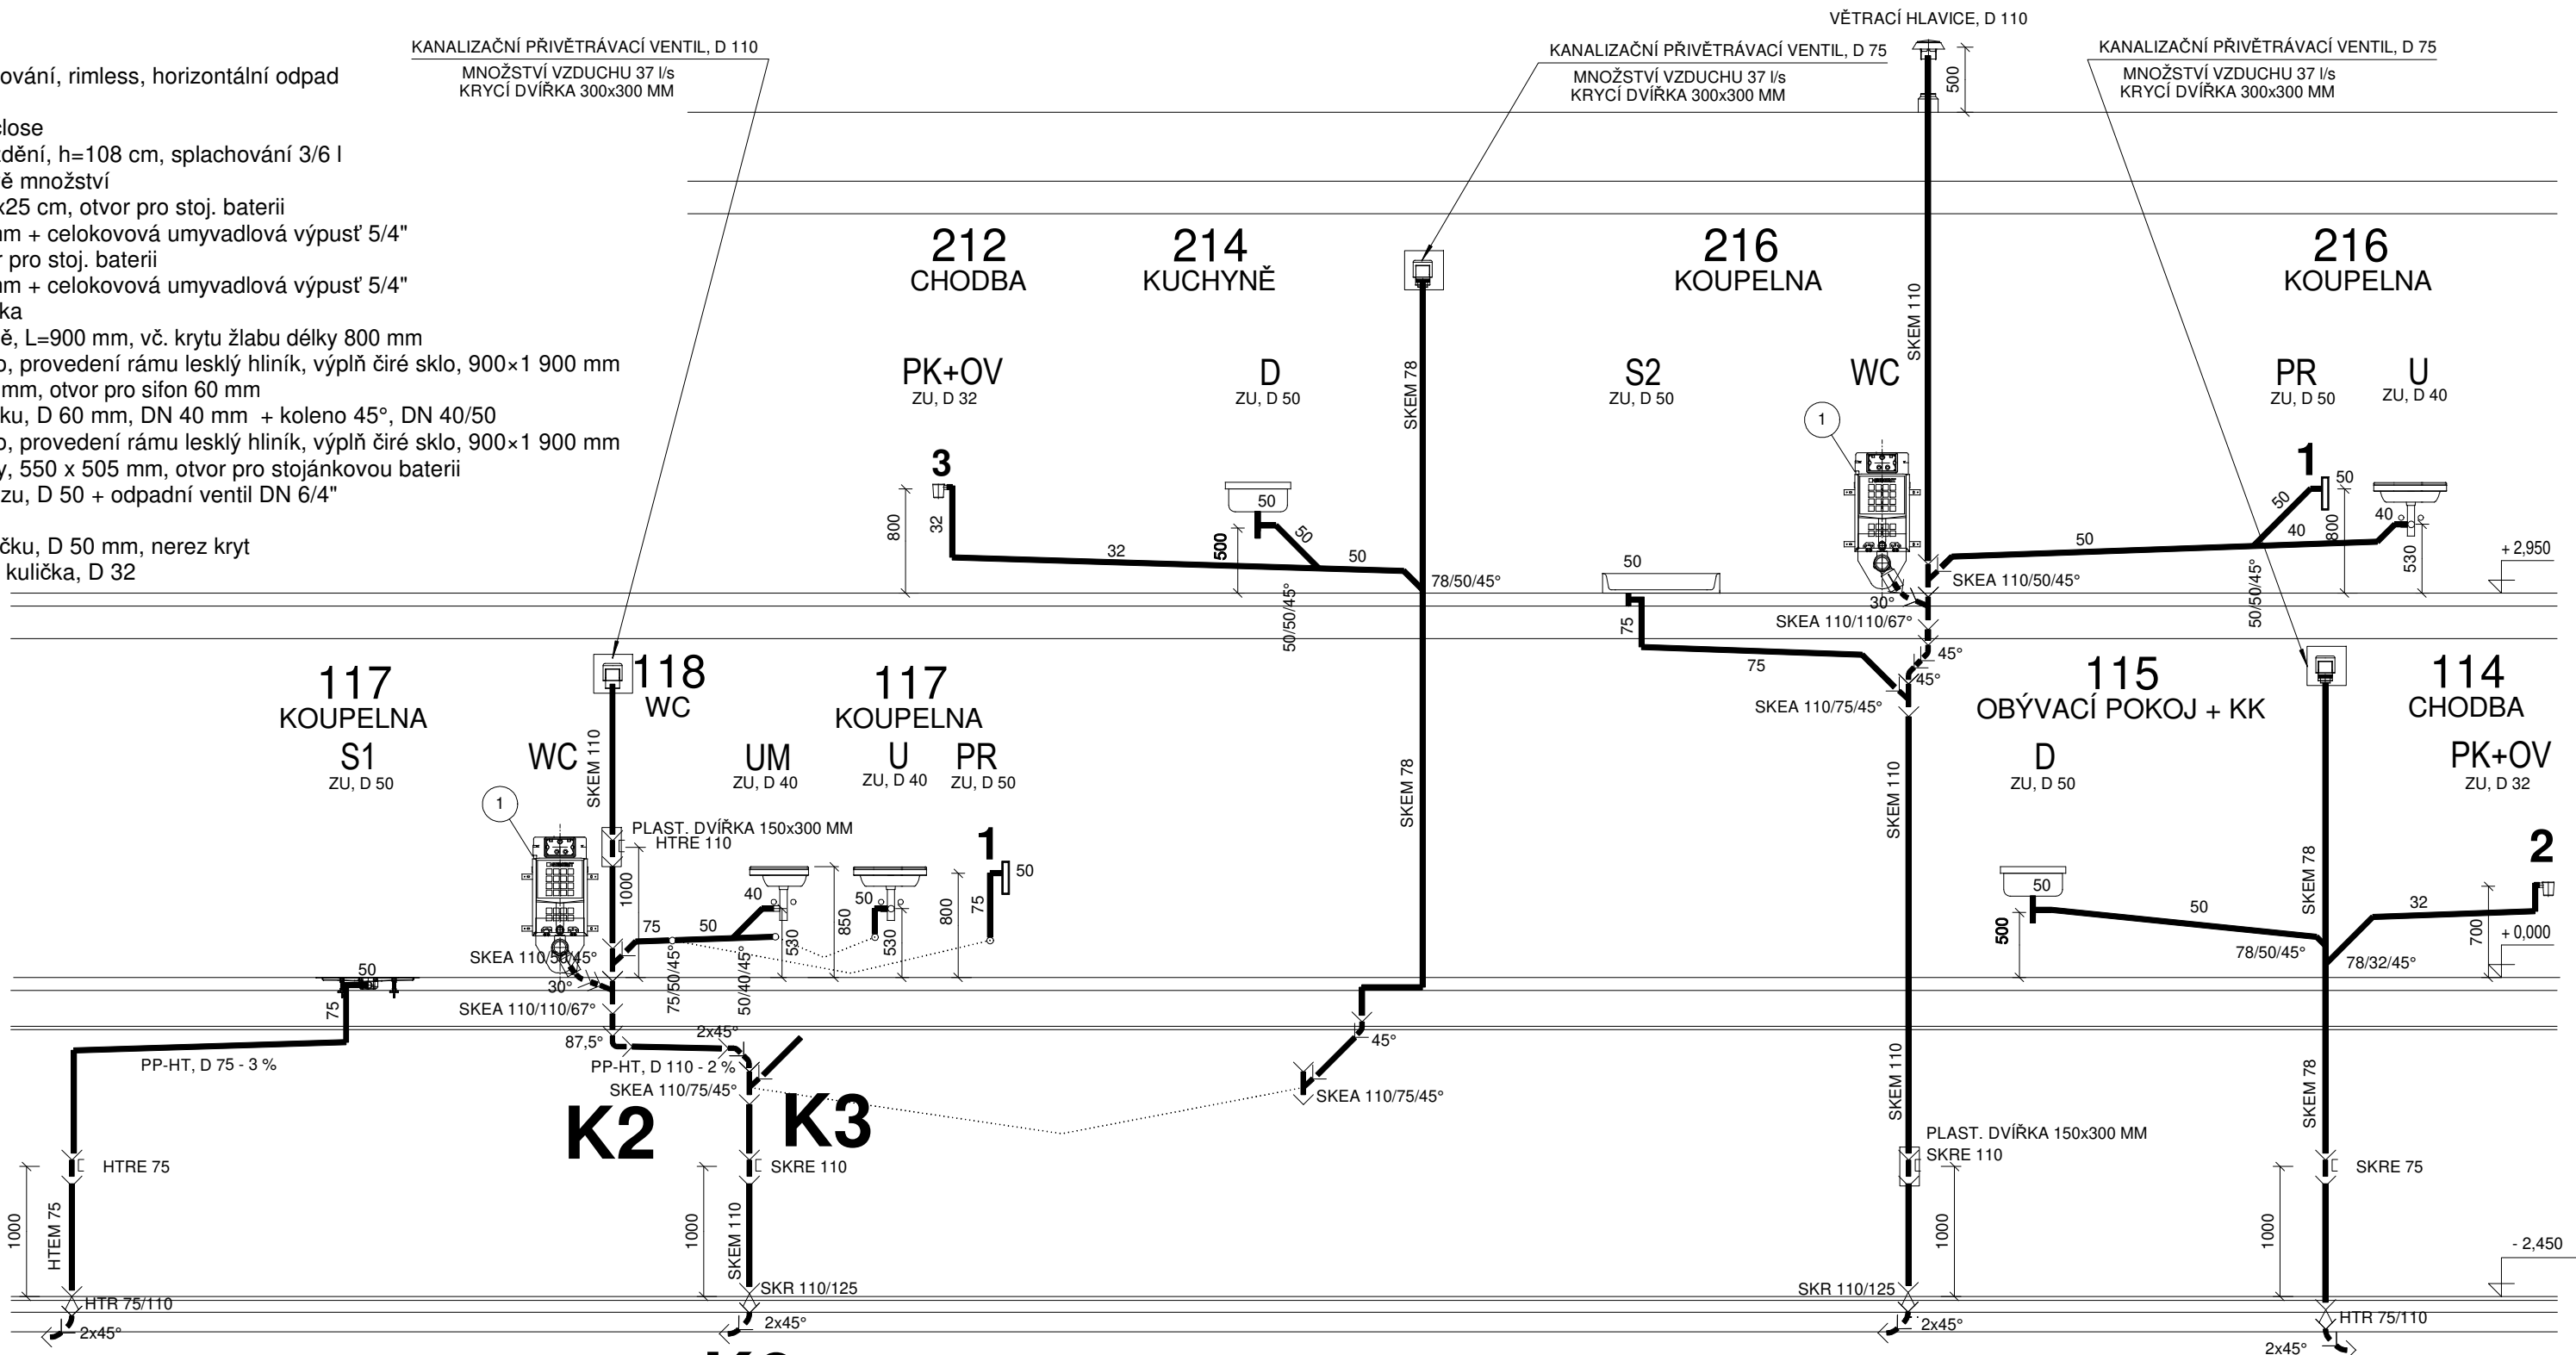 VĚTRACÍ HLAVICE, D 110
KANALIZAČNÍ PŘIVĚTRÁVACÍ VENTIL, D 110
MNOŽSTVÍ VZDUCHU 37 l/s
KRYCÍ DVÍŘKA 300x300 MM
KANALIZAČNÍ PŘIVĚTRÁVACÍ VENTIL, D 75
MNOŽSTVÍ VZDUCHU 37 l/s
KRYCÍ DVÍŘKA 300x300 MM
KANALIZAČNÍ PŘIVĚTRÁVACÍ VENTIL, D 75
MNOŽSTVÍ VZDUCHU 37 l/s
KRYCÍ DVÍŘKA 300x300 MM
500
ování, rimless, horizontální odpad
close
dění, h=108 cm, splachování 3/6 l
ě množství
x25 cm, otvor pro stoj. baterii
mm + celokovová umyvadlová výpusť 5/4"
r pro stoj. baterii
mm + celokovová umyvadlová výpusť 5/4"
ka
ě, L=900 mm, vč. krytu žlabu délky 800 mm
o, provedení rámu lesklý hliník, výplň čiré sklo, 900×1 900 mm
mm, otvor pro sifon 60 mm
ku, D 60 mm, DN 40 mm + koleno 45°, DN 40/50
o, provedení rámu lesklý hliník, výplň čiré sklo, 900×1 900 mm
y, 550 x 505 mm, otvor pro stojánkovou baterii
zu, D 50 + odpadní ventil DN 6/4"
čku, D 50 mm, nerez kryt
kulička, D 32
212
CHODBA
214
KUCHYNĚ
216
KOUPELNA
216
KOUPELNA
PK+OV
ZU, D 32
D
ZU, D 50
SKEM 78
S2
ZU, D 50
WC
SKEM 110
PR
ZU, D 50
U
ZU, D 40
1
3
1
800
32
32
50
500
50
50
78/50/45°
50/50/45°
50
75
75
30°
SKEA 110/50/45°
SKEA 110/110/67°
45°
45°
SKEA 110/75/45°
50
50
50
40
800
40
530
50/50/45°
+ 2,950
117
KOUPELNA
118
WC
117
KOUPELNA
115
OBÝVACÍ POKOJ + KK
114
CHODBA
S1
ZU, D 50
WC
SKEM 110
UM
ZU, D 40
U
ZU, D 40
PR
ZU, D 50
SKEM 78
SKEM 110
D
ZU, D 50
PK+OV
ZU, D 32
1
PLAST. DVÍŘKA 150x300 MM
HTRE 110
1
1000
75
50
40
530
850
50
530
800
75
50
SKEA 110/50/45°
30°
SKEA 110/110/67°
75/50/45°
50/40/45°
50
75
50
500
50
SKEM 78
32
2
700
+ 0,000
78/50/45°
78/32/45°
87,5°
2x45°
PP-HT, D 75 - 3 %
PP-HT, D 110 - 2 %
SKEA 110/75/45°
45°
SKEA 110/75/45°
K2
K3
SKEM 110
SKEM 78
HTRE 75
SKRE 110
PLAST. DVÍŘKA 150x300 MM
SKRE 110
SKRE 75
1000
HTEM 75
1000
SKEM 110
1000
1000
- 2,450
HTR 75/110
SKR 110/125
SKR 110/125
HTR 75/110
2x45°
2x45°
2x45°
2x45°